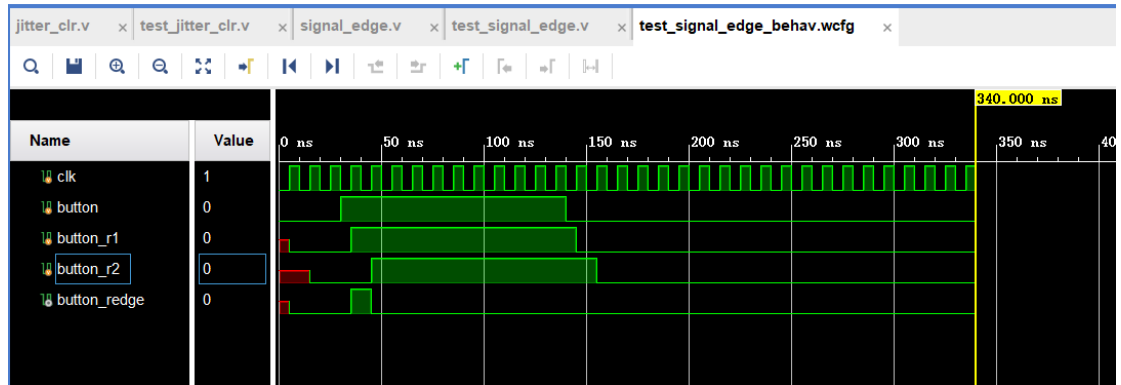 jitter_clr.v × test_jitter_clr.v × signal_edge.v × test_signal_edge.v × test_signal_edge_behav.wcfg ×
340.000 ns
Name Value 0 ns 50 ns 100 ns 150 ns 200 ns 250 ns 300 ns 350 ns 40
clk 1
button 0
button_r1 0
button_r2 0
button_redge 0